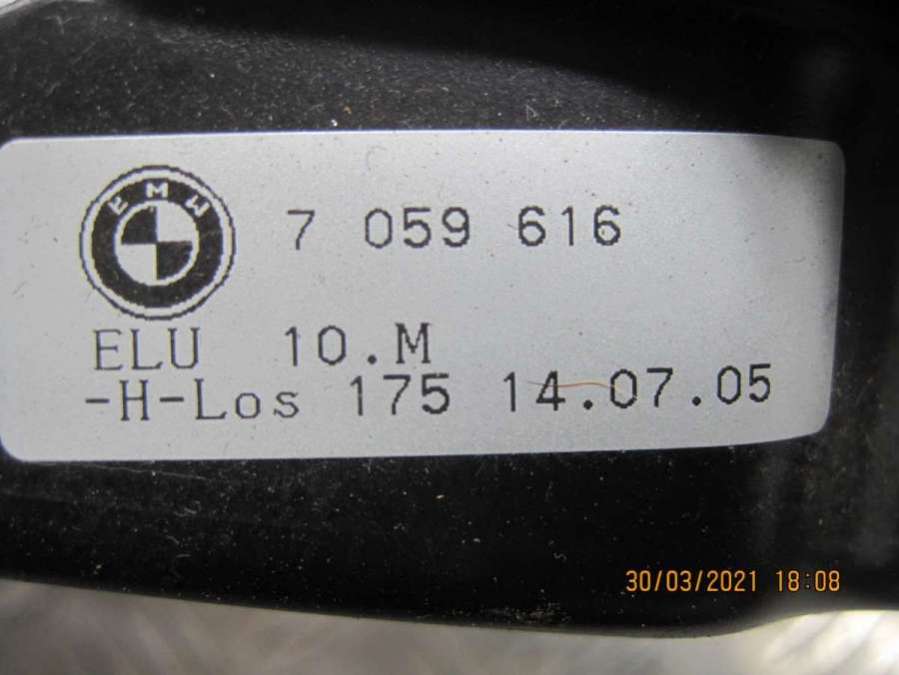 BMW
7 059 616
ELU 10.M
-H-Los 175 14.07.05
30/03/2021 18:08